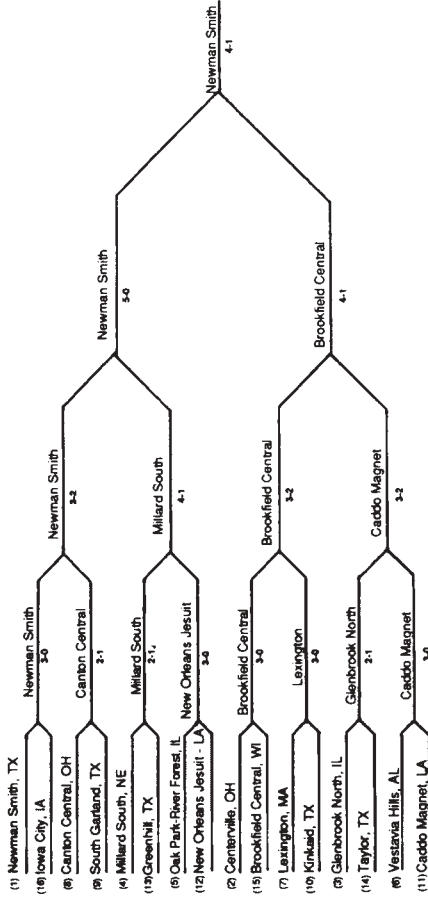 (1) Newman Smith, TX
(16) Iowa City, IA
(8) Canton Central, OH
(9) South Garland, TX
(4) Millard South, NE
(13) Greenhill, TX
(5) Oak Park-River Forest, IL
(12) New Orleans Jesuit - LA
(2) Centerville, OH
(15) Brookfield Central, WI
(7) Lexington, MA
(10) Kinkaid, TX
(3) Glenbrook North, IL
(14) Taylor, TX
(6) Vestavia Hills, AL
(11) Caddo Magnet, LA
Newman Smith
3-0
Canton Central
2-1
Millard South
2-1
New Orleans Jesuit
3-0
Brookfield Central
3-0
Lexington
3-0
Glenbrook North
2-1
Caddo Magnet
3-0
Newman Smith
3-2
Millard South
4-1
Brookfield Central
3-2
Caddo Magnet
3-2
Newman Smith
5-0
Brookfield Central
4-1
Newman Smith
4-1